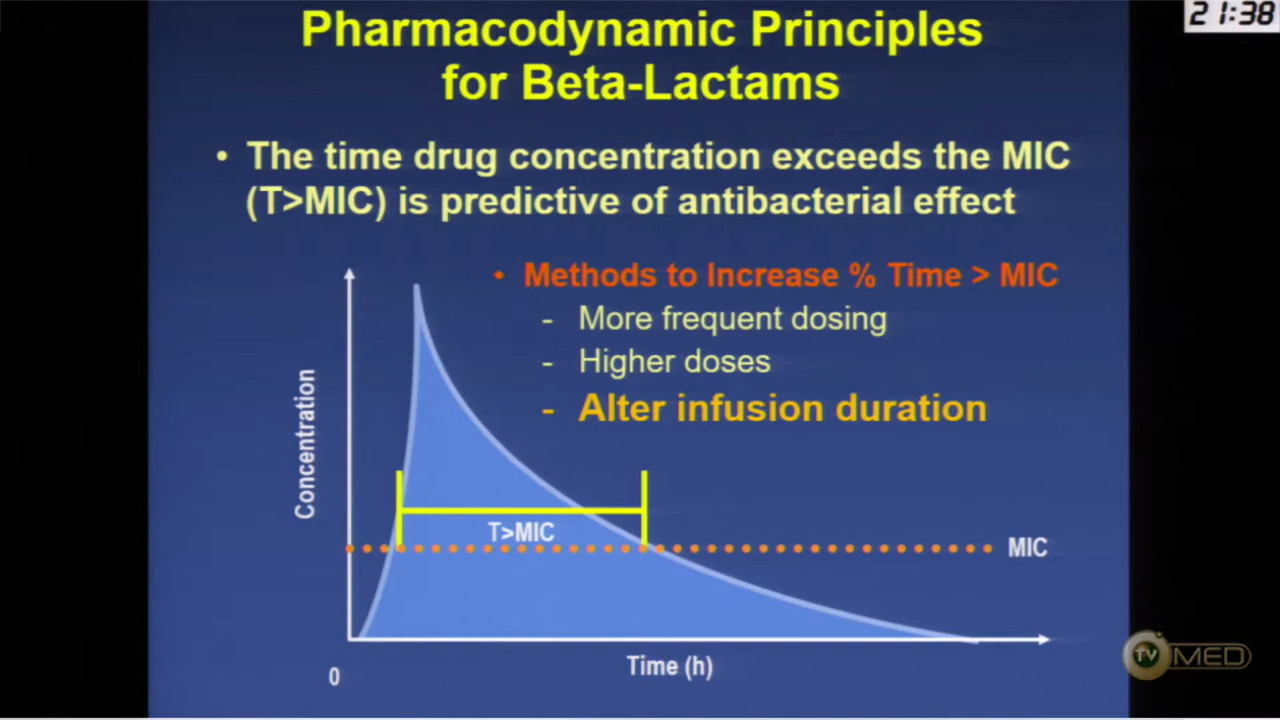 21:38
Pharmacodynamic Principles
for Beta-Lactams
• The time drug concentration exceeds the MIC
(T>MIC) is predictive of antibacterial effect
• Methods to Increase % Time > MIC
- More frequent dosing
- Higher doses
- Alter infusion duration
Concentration
T>MIC
MIC
0
Time (h)
TV MED